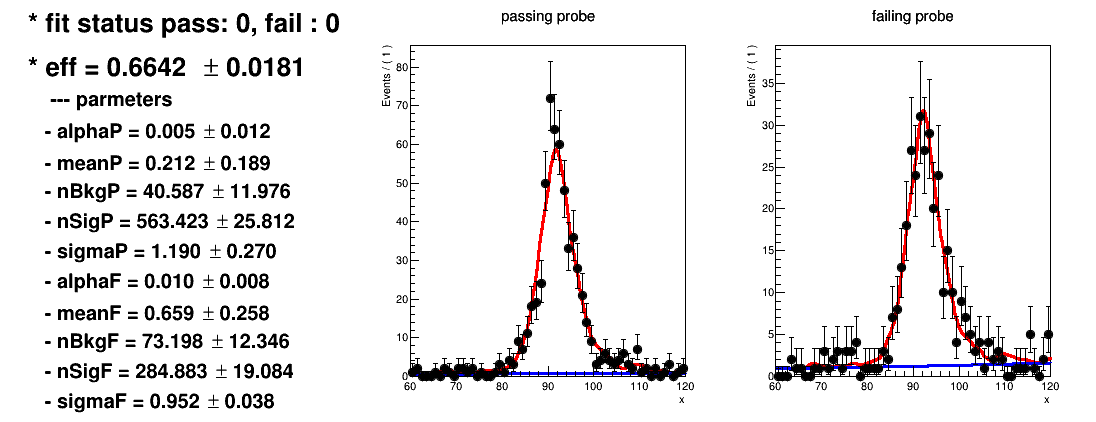 * fit status pass: 0, fail : 0
* eff = 0.6642 ± 0.0181
--- parmeters
- alphaP = 0.005 ± 0.012
- meanP = 0.212 ± 0.189
- nBkgP = 40.587 ± 11.976
- nSigP = 563.423 ± 25.812
- sigmaP = 1.190 ± 0.270
- alphaF = 0.010 ± 0.008
- meanF = 0.659 ± 0.258
- nBkgF = 73.198 ± 12.346
- nSigF = 284.883 ± 19.084
- sigmaF = 0.952 ± 0.038
passing probe
Events / ( 1 )
80
70
60
50
40
30
20
10
0
60 70 80 90 100 110 120
x
failing probe
Events / ( 1 )
35
30
25
20
15
10
5
0
60 70 80 90 100 110 120
x